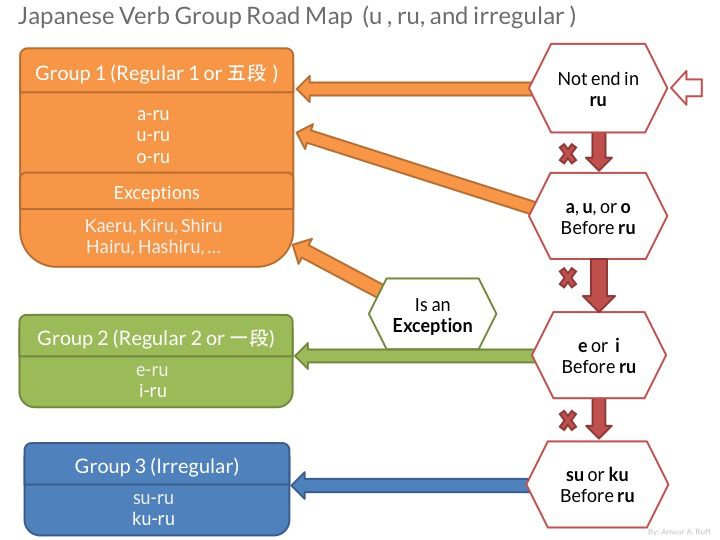 Japanese Verb Group Road Map (u , ru, and irregular )
Group 1 (Regular 1 or 五段 )
a-ru
u-ru
o-ru
Exceptions
Kaeru, Kiru, Shiru
Hairu, Hashiru, ...
Not end in
ru
a, u, or o
Before ru
Is an
Exception
Group 2 (Regular 2 or 一段)
e-ru
i-ru
e or i
Before ru
Group 3 (Irregular)
su-ru
ku-ru
su or ku
Before ru
By: Anwar A. Ruff